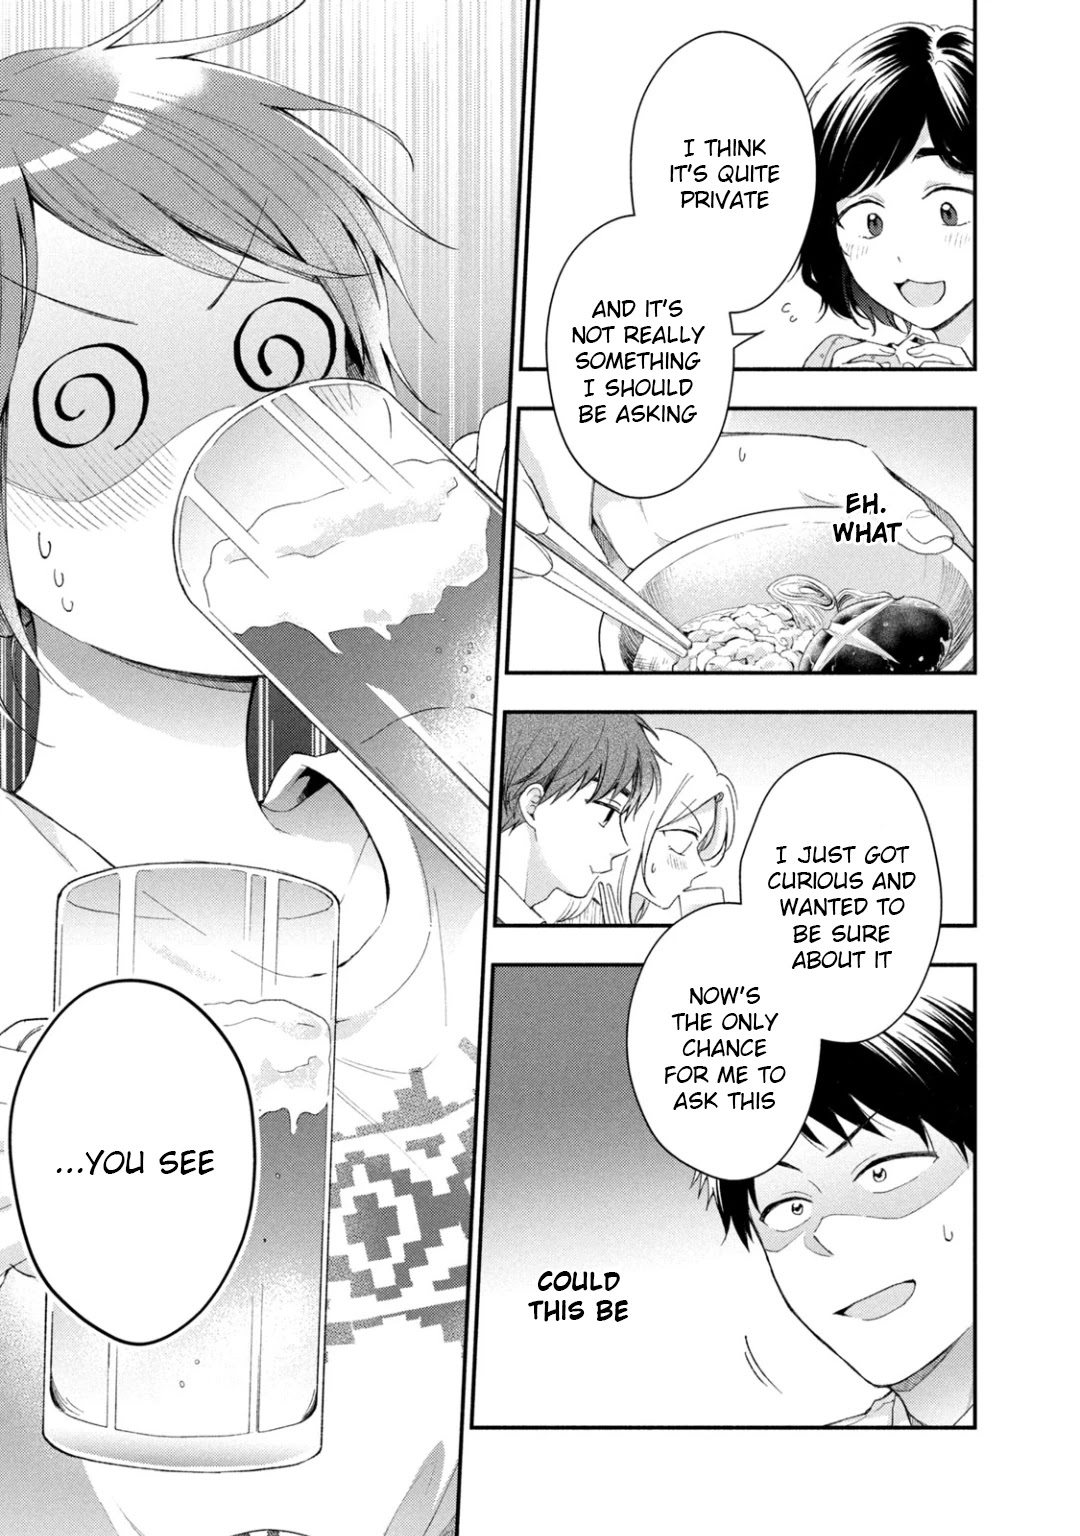 I THINK
IT'S QUITE
PRIVATE
AND IT'S
NOT REALLY
SOMETHING
I SHOULD
BE ASKING
EH.
WHAT
I JUST GOT
CURIOUS AND
WANTED TO
BE SURE
ABOUT IT
NOW'S
THE ONLY
CHANCE
FOR ME TO
ASK THIS
COULD
THIS BE
...YOU SEE